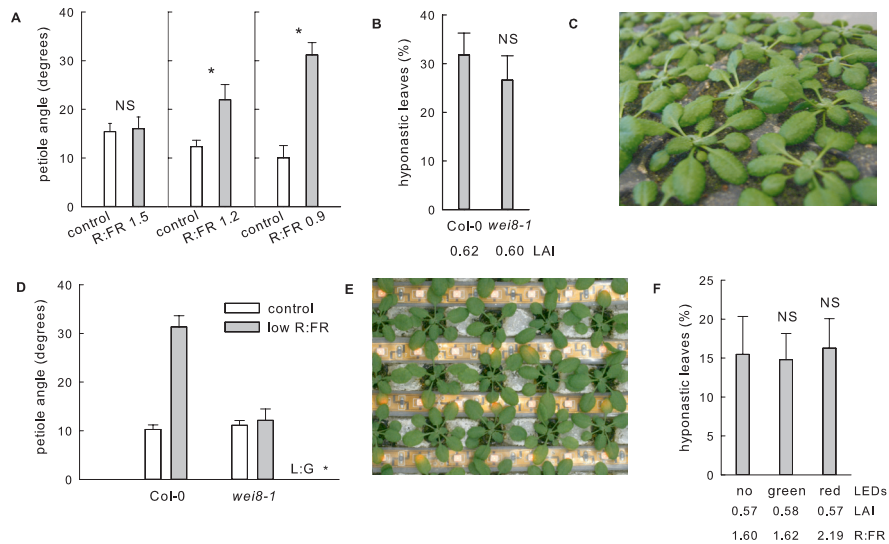 A
petiole angle (degrees)
40
30
20
10
0
NS
*
*
control
R:FR 1.5
control
R:FR 1.2
control
R:FR 0.9
B
hyponastic leaves (%)
40
30
20
10
0
NS
Col-0 wei8-1
0.62 0.60 LAI
C
D
petiole angle (degrees)
40
30
20
10
0
control
low R:FR
L:G *
Col-0 wei8-1
E
F
hyponastic leaves (%)
25
20
15
10
5
0
NS NS
no green red LEDs
0.57 0.58 0.57 LAI
1.60 1.62 2.19 R:FR